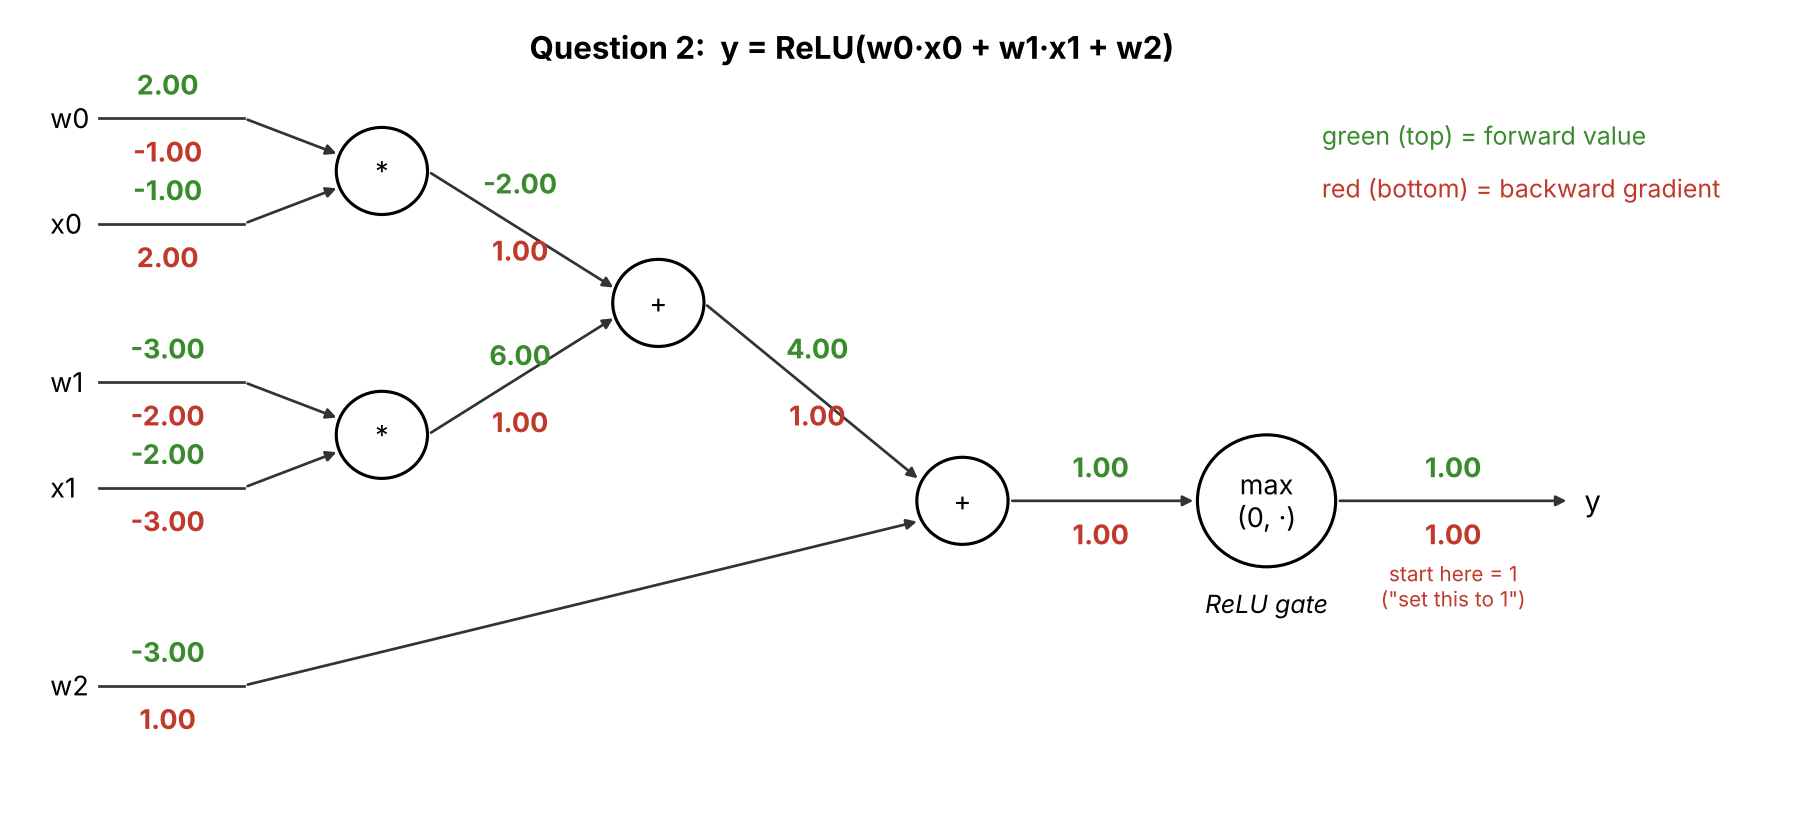 Question 2:  y = ReLU(w0·x0 + w1·x1 + w2)
green (top) = forward value
red (bottom) = backward gradient
2.00
w0
-1.00
-1.00
x0
2.00
*
-2.00
1.00
+
-3.00
w1
-2.00
-2.00
x1
-3.00
*
6.00
1.00
4.00
1.00
+
1.00
1.00
max
(0, ·)
ReLU gate
1.00
y
1.00
start here = 1
("set this to 1")
-3.00
w2
1.00